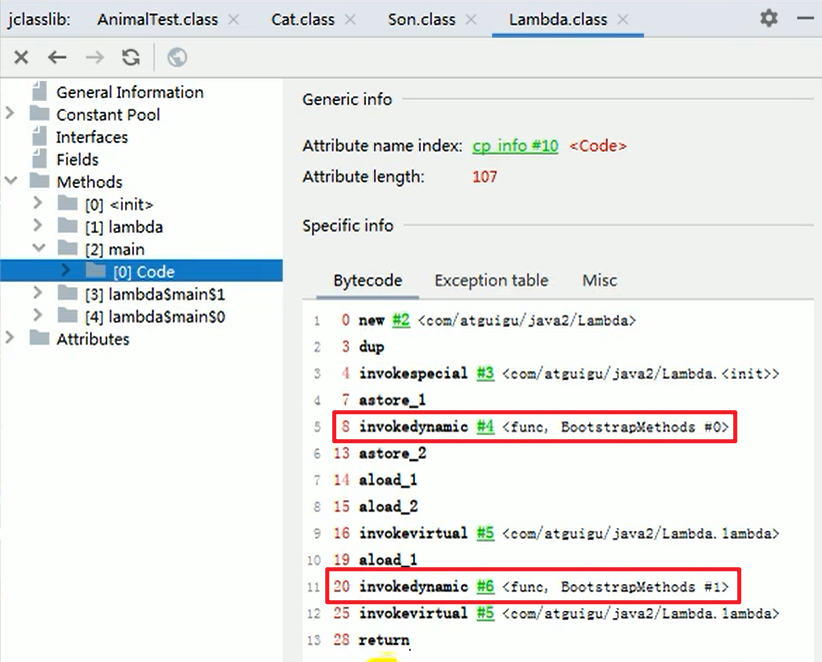 jclasslib: AnimalTest.class Cat.class Son.class Lambda.class
General Information
Constant Pool
Interfaces
Fields
Methods
[0] <init>
[1] lambda
[2] main
[0] Code
[3] lambda$main$1
[4] lambda$main$0
Attributes
Generic info
Attribute name index: cp_info #10 <Code>
Attribute length: 107
Specific info
Bytecode Exception table Misc
1 0 new #2 <com/atguigu/java2/Lambda>
2 3 dup
3 4 invokespecial #3 <com/atguigu/java2/Lambda.<init>>
4 7 astore_1
5 8 invokedynamic #4 <func, BootstrapMethods #0>
6 13 astore_2
7 14 aload_1
8 15 aload_2
9 16 invokevirtual #5 <com/atguigu/java2/Lambda.lambda>
10 19 aload_1
11 20 invokedynamic #6 <func, BootstrapMethods #1>
12 25 invokevirtual #5 <com/atguigu/java2/Lambda.lambda>
13 28 return